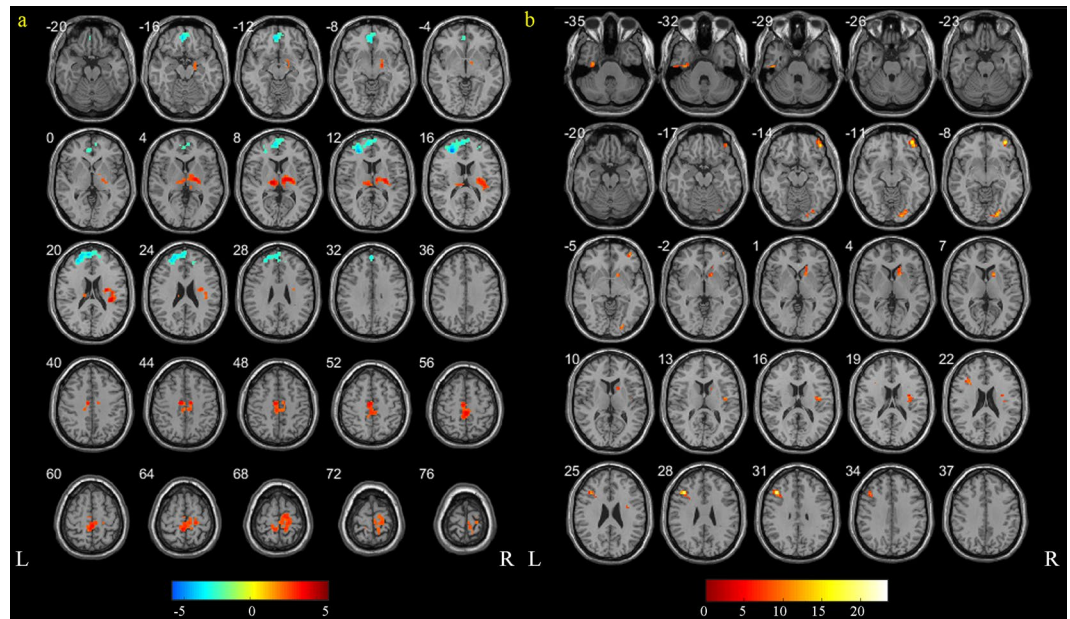 a
-20 -16 -12 -8 -4
0 4 8 12 16
20 24 28 32 36
40 44 48 52 56
60 64 68 72 76
L R
-5 0 5
b
-35 -32 -29 -26 -23
-20 -17 -14 -11 -8
-5 -2 1 4 7
10 13 16 19 22
25 28 31 34 37
L R
0 5 10 15 20